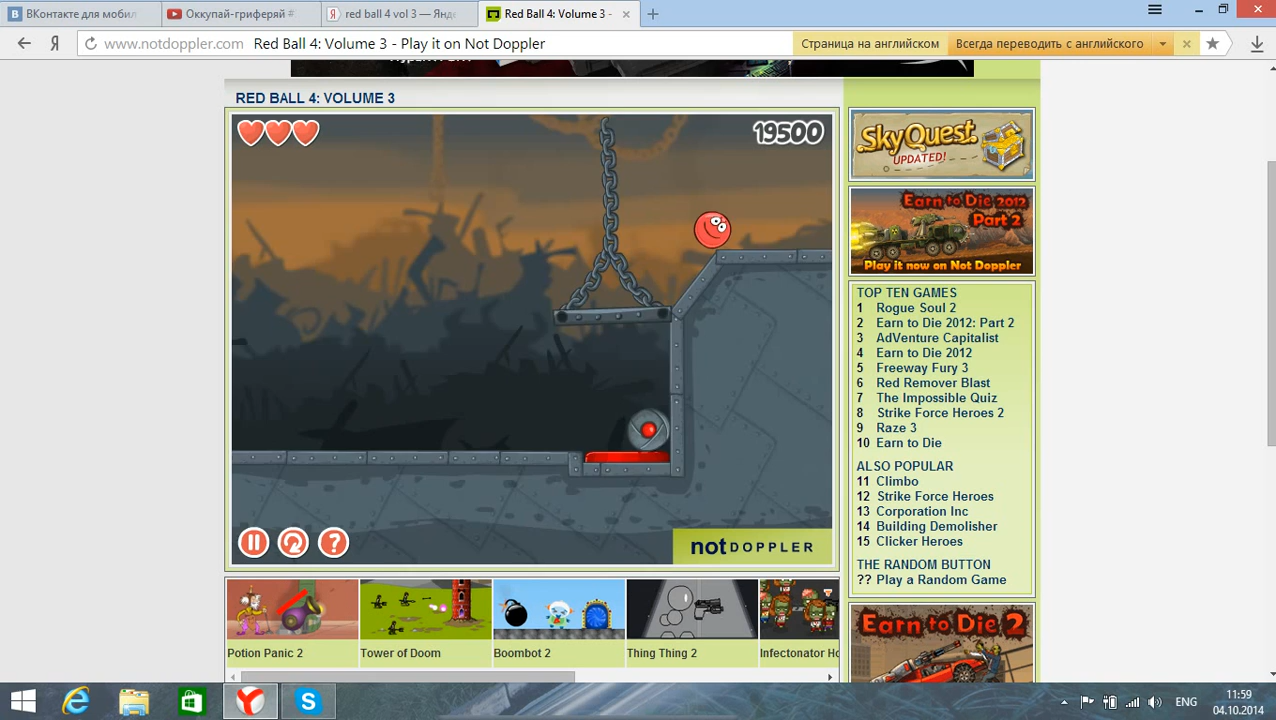 ВКонтакте для мобил
Оккупай-гриферяй #
red ball 4 vol 3 — Янд
Red Ball 4: Volume 3 -
www.notdoppler.com Red Ball 4: Volume 3 - Play it on Not Doppler
Страница на английском
Всегда переводить с английского
RED BALL 4: VOLUME 3
19500
notDOPPLER
SKYQUEST
UPDATED!
Earn to Die 2012
Part 2
Play it now on Not Doppler
TOP TEN GAMES
1 Rogue Soul 2
2 Earn to Die 2012: Part 2
3 AdVenture Capitalist
4 Earn to Die 2012
5 Freeway Fury 3
6 Red Remover Blast
7 The Impossible Quiz
8 Strike Force Heroes 2
9 Raze 3
10 Earn to Die
ALSO POPULAR
11 Climbo
12 Strike Force Heroes
13 Corporation Inc
14 Building Demolisher
15 Clicker Heroes
THE RANDOM BUTTON
?? Play a Random Game
Earn to Die 2
Potion Panic 2
Tower of Doom
Boombot 2
Thing Thing 2
Infectonator Ho
ENG
11:59
04.10.2014